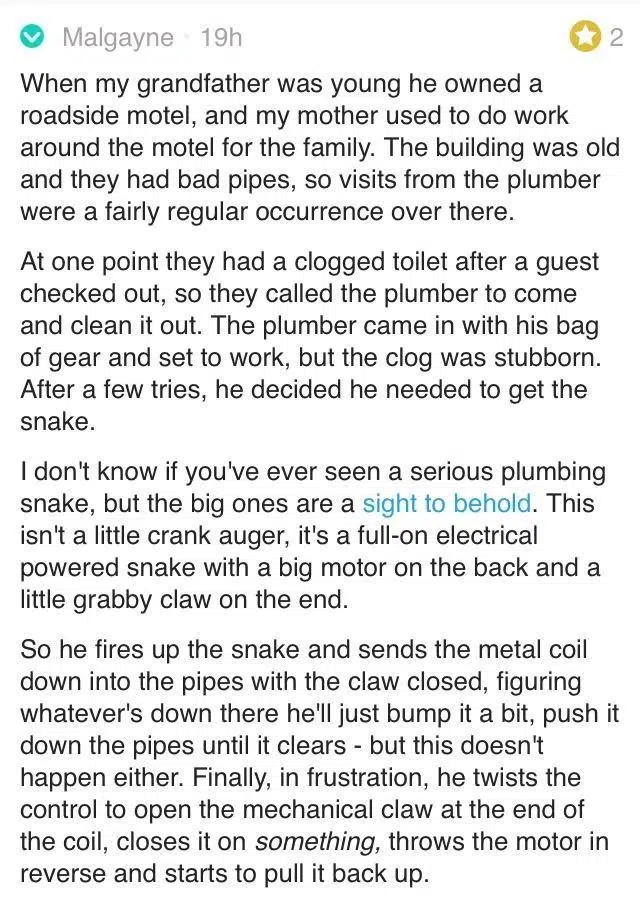 Malgayne · 19h 2
When my grandfather was young he owned a
roadside motel, and my mother used to do work
around the motel for the family. The building was old
and they had bad pipes, so visits from the plumber
were a fairly regular occurrence over there.
At one point they had a clogged toilet after a guest
checked out, so they called the plumber to come
and clean it out. The plumber came in with his bag
of gear and set to work, but the clog was stubborn.
After a few tries, he decided he needed to get the
snake.
I don't know if you've ever seen a serious plumbing
snake, but the big ones are a sight to behold. This
isn't a little crank auger, it's a full-on electrical
powered snake with a big motor on the back and a
little grabby claw on the end.
So he fires up the snake and sends the metal coil
down into the pipes with the claw closed, figuring
whatever's down there he'll just bump it a bit, push it
down the pipes until it clears - but this doesn't
happen either. Finally, in frustration, he twists the
control to open the mechanical claw at the end of
the coil, closes it on something, throws the motor in
reverse and starts to pull it back up.